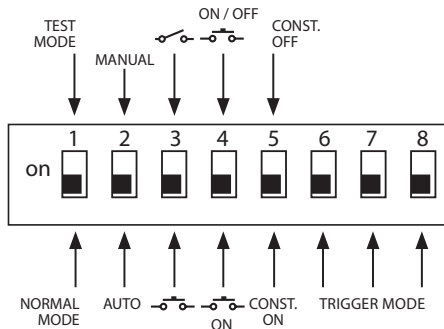 ON / OFF
TEST
MODE
CONST.
OFF
MANUAL
1 2 3 4 5 6 7 8
on
NORMAL
MODE
AUTO
ON
CONST.
ON
TRIGGER MODE